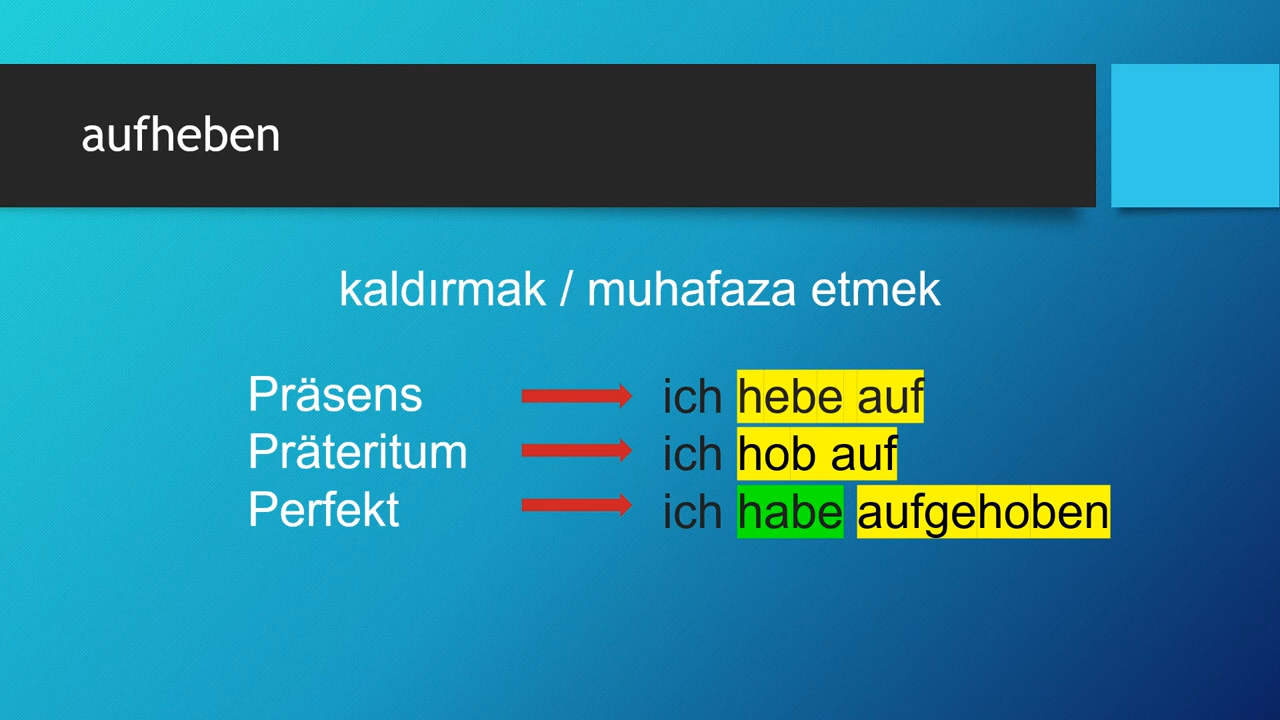 aufheben
kaldırmak / muhafaza etmek
Präsens ich hebe auf
Präteritum ich hob auf
Perfekt ich habe aufgehoben